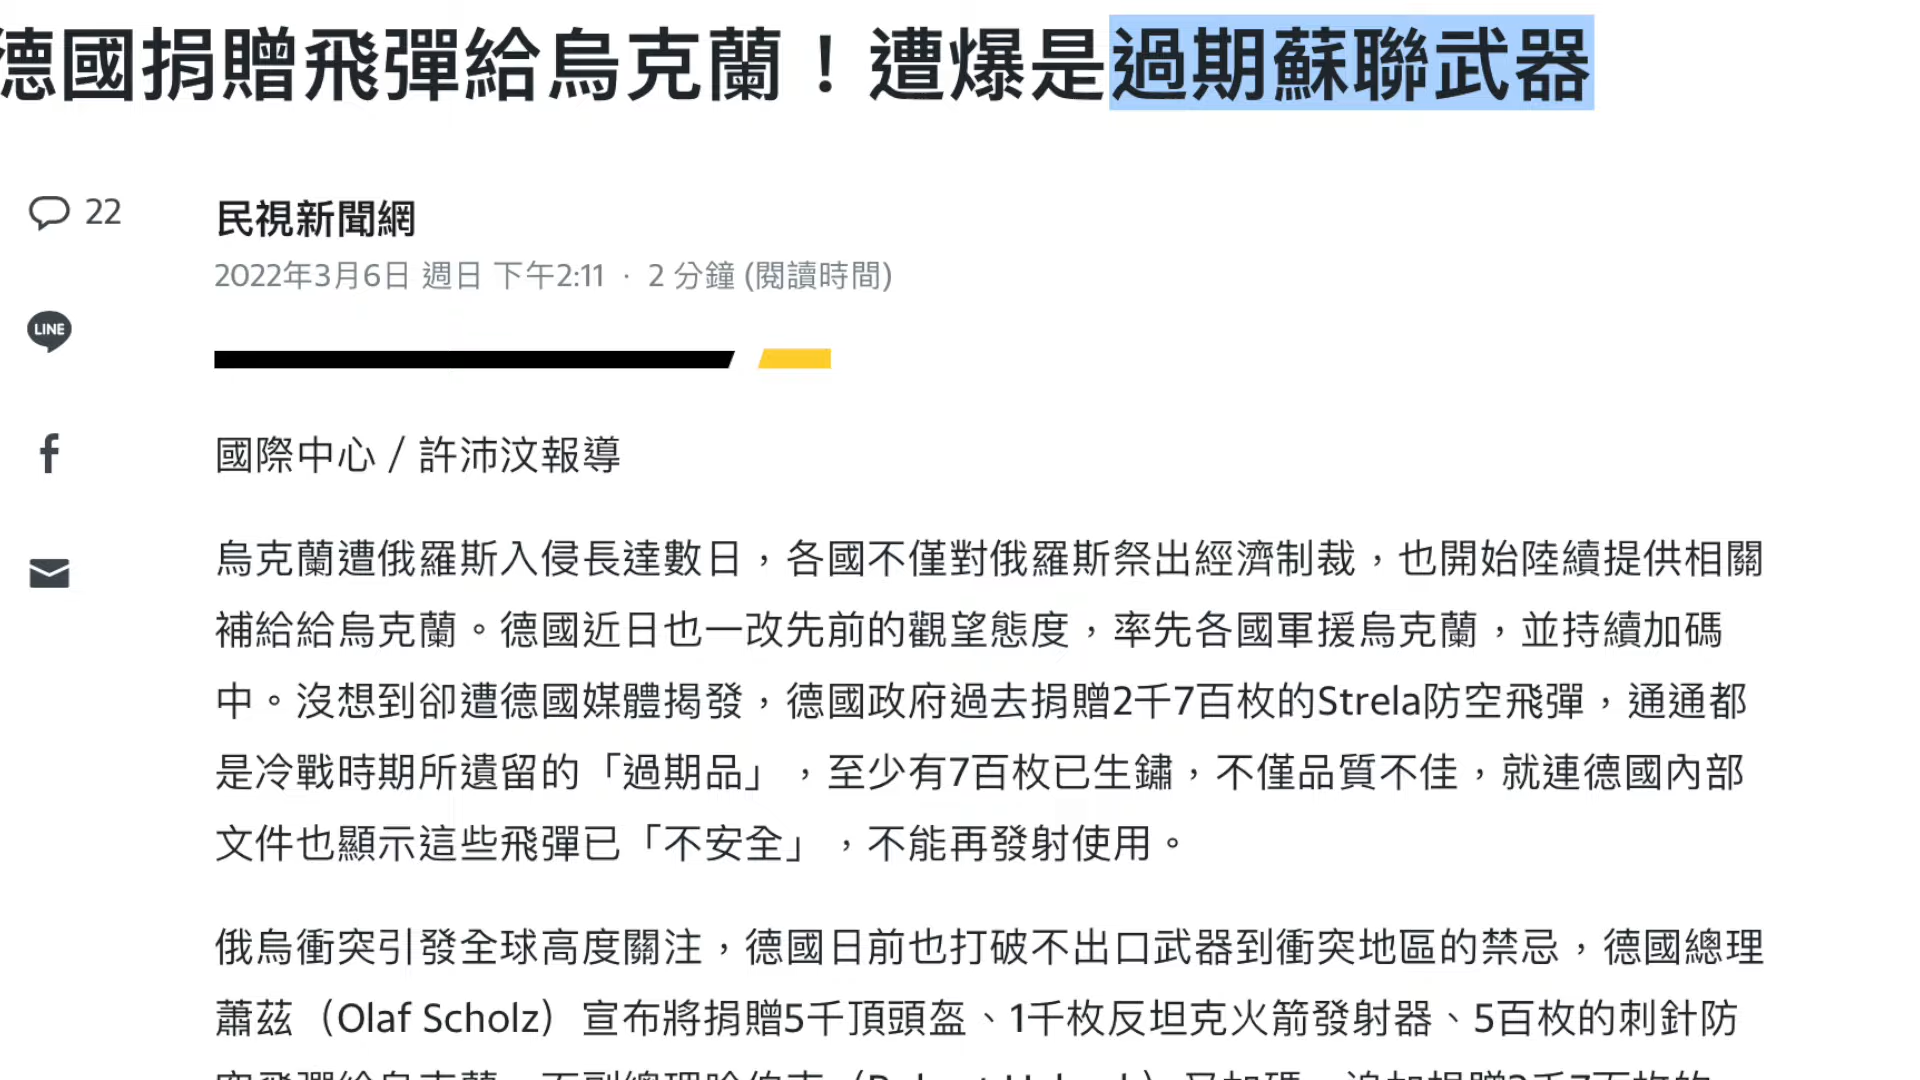 德國捐贈飛彈給烏克蘭！遭爆是過期蘇聯武器
22
民視新聞網
2022年3月6日 週日 下午2:11 · 2 分鐘 (閱讀時間)
LINE
國際中心 / 許沛汶報導
烏克蘭遭俄羅斯入侵長達數日，各國不僅對俄羅斯祭出經濟制裁，也開始陸續提供相關
補給給烏克蘭。德國近日也一改先前的觀望態度，率先各國軍援烏克蘭，並持續加碼
中。沒想到卻遭德國媒體揭發，德國政府過去捐贈2千7百枚的Strela防空飛彈，通通都
是冷戰時期所遺留的「過期品」，至少有7百枚已生鏽，不僅品質不佳，就連德國內部
文件也顯示這些飛彈已「不安全」，不能再發射使用。
俄烏衝突引發全球高度關注，德國日前也打破不出口武器到衝突地區的禁忌，德國總理
蕭茲（Olaf Scholz）宣布將捐贈5千頂頭盔、1千枚反坦克火箭發射器、5百枚的刺針防